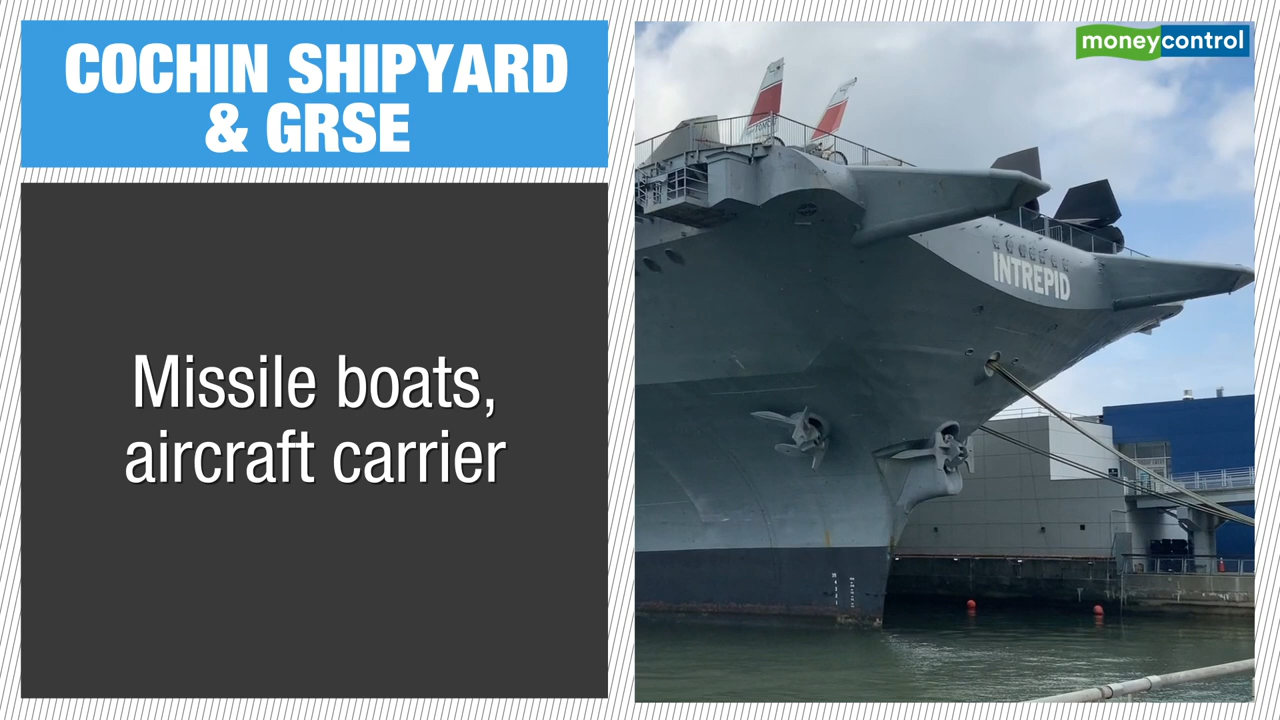 COCHIN SHIPYARD
& GRSE
Missile boats,
aircraft carrier
moneycontrol
INTREPID